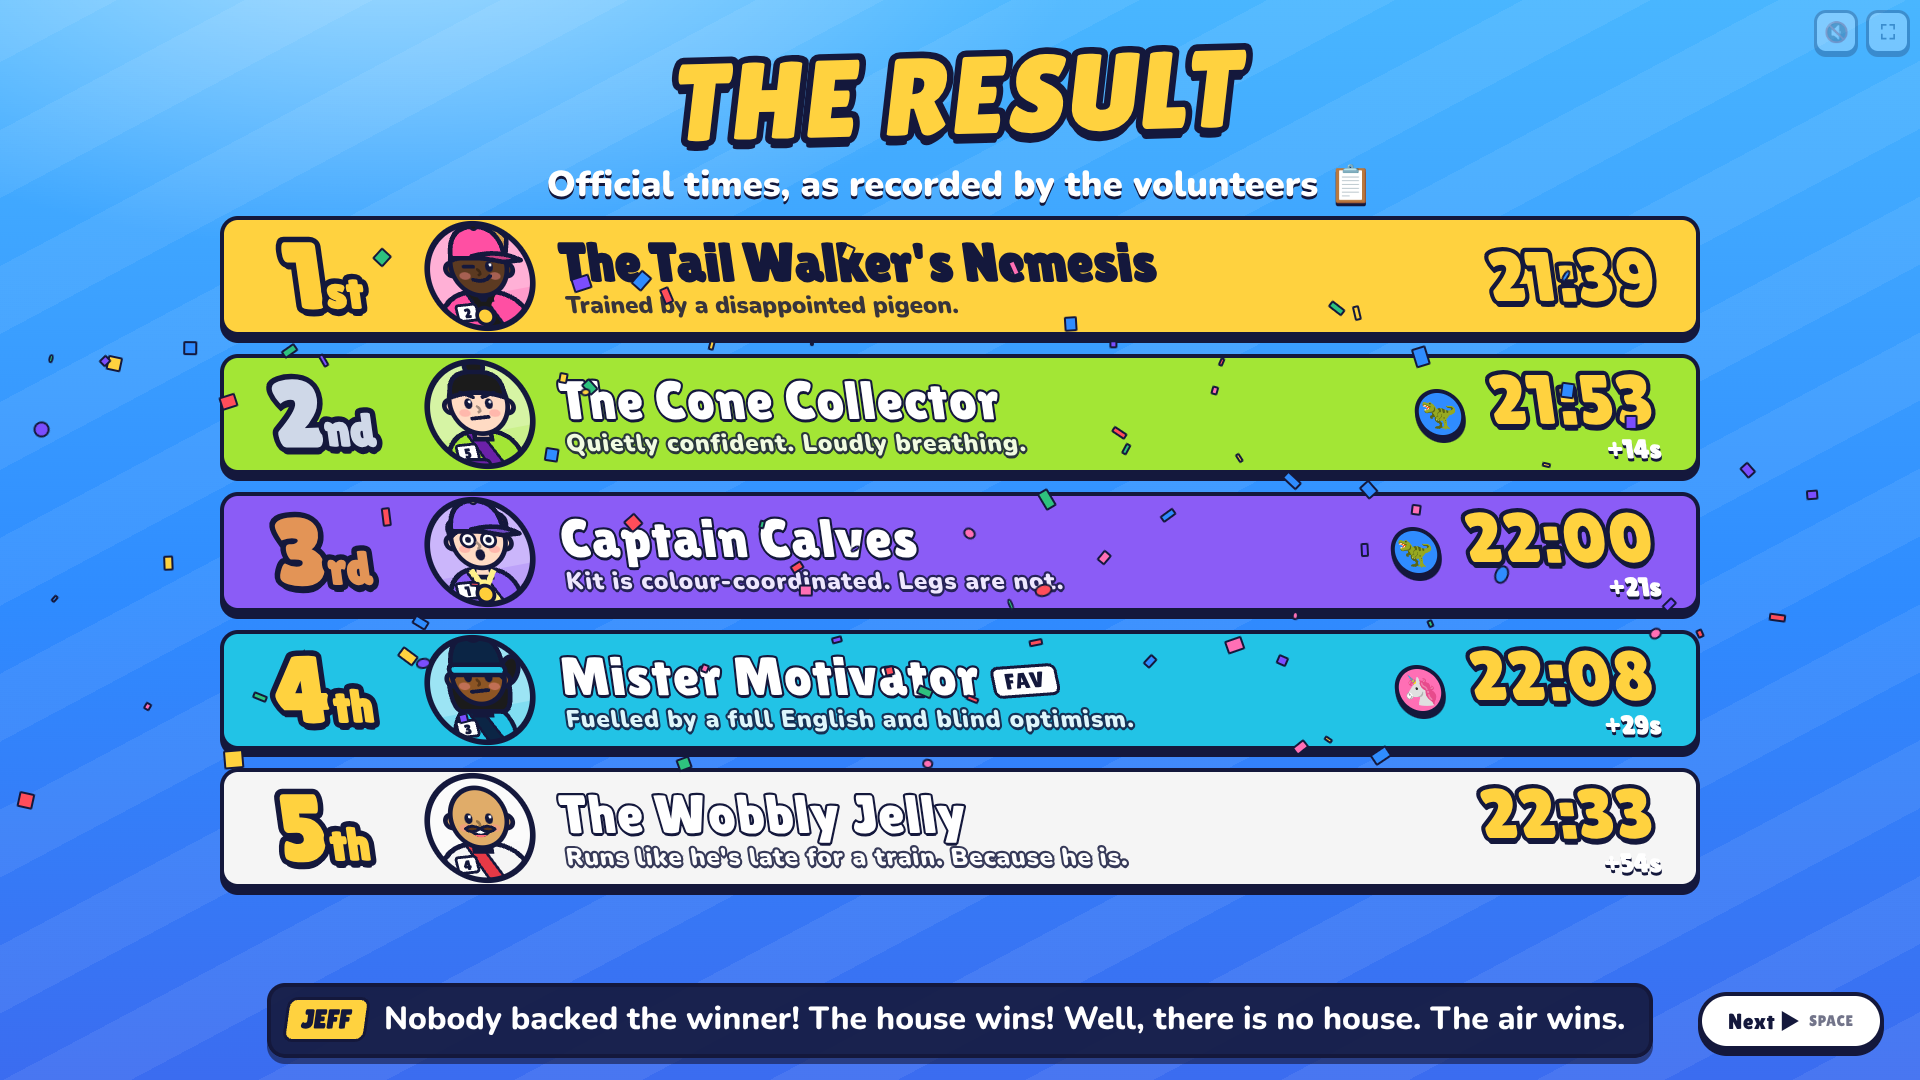 THE RESULT
Official times, as recorded by the volunteers
1st
The Tail Walker's Nemesis
Trained by a disappointed pigeon.
2
21:39
2nd
The Cone Collector
Quietly confident. Loudly breathing.
21:53
+14s
3rd
Captain Calves
Kit is colour-coordinated. Legs are not.
1
22:00
+21s
4th
Mister Motivator FAV
Fuelled by a full English and blind optimism.
3
22:08
+29s
5th
The Wobbly Jelly
Runs like he's late for a train. Because he is.
4
22:33
+54s
JEFF Nobody backed the winner! The house wins! Well, there is no house. The air wins.
Next SPACE